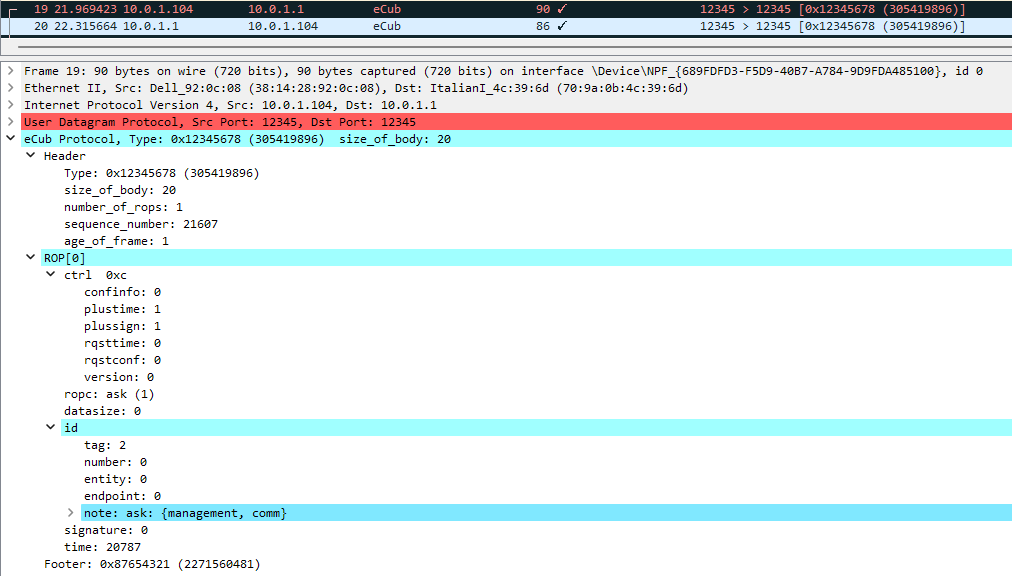 19 21.969423 10.0.1.104 10.0.1.1 eCub 90 ✓ 12345 > 12345 [0x12345678 (305419896)]
20 22.315664 10.0.1.1 10.0.1.104 eCub 86 ✓ 12345 > 12345 [0x12345678 (305419896)]
Frame 19: 90 bytes on wire (720 bits), 90 bytes captured (720 bits) on interface \Device\NPF_{689FDFD3-F5D9-40B7-A784-9D9FDA485100}, id 0
Ethernet II, Src: Dell_92:0c:08 (38:14:28:92:0c:08), Dst: ItalianI_4c:39:6d (70:9a:0b:4c:39:6d)
Internet Protocol Version 4, Src: 10.0.1.104, Dst: 10.0.1.1
User Datagram Protocol, Src Port: 12345, Dst Port: 12345
eCub Protocol, Type: 0x12345678 (305419896)  size_of_body: 20
Header
Type: 0x12345678 (305419896)
size_of_body: 20
number_of_rops: 1
sequence_number: 21607
age_of_frame: 1
ROP[0]
ctrl  0xc
confinfo: 0
plustime: 1
plussign: 1
rqsttime: 0
rqstconf: 0
version: 0
ropc: ask (1)
datasize: 0
id
tag: 2
number: 0
entity: 0
endpoint: 0
note: ask: {management, comm}
signature: 0
time: 20787
Footer: 0x87654321 (2271560481)